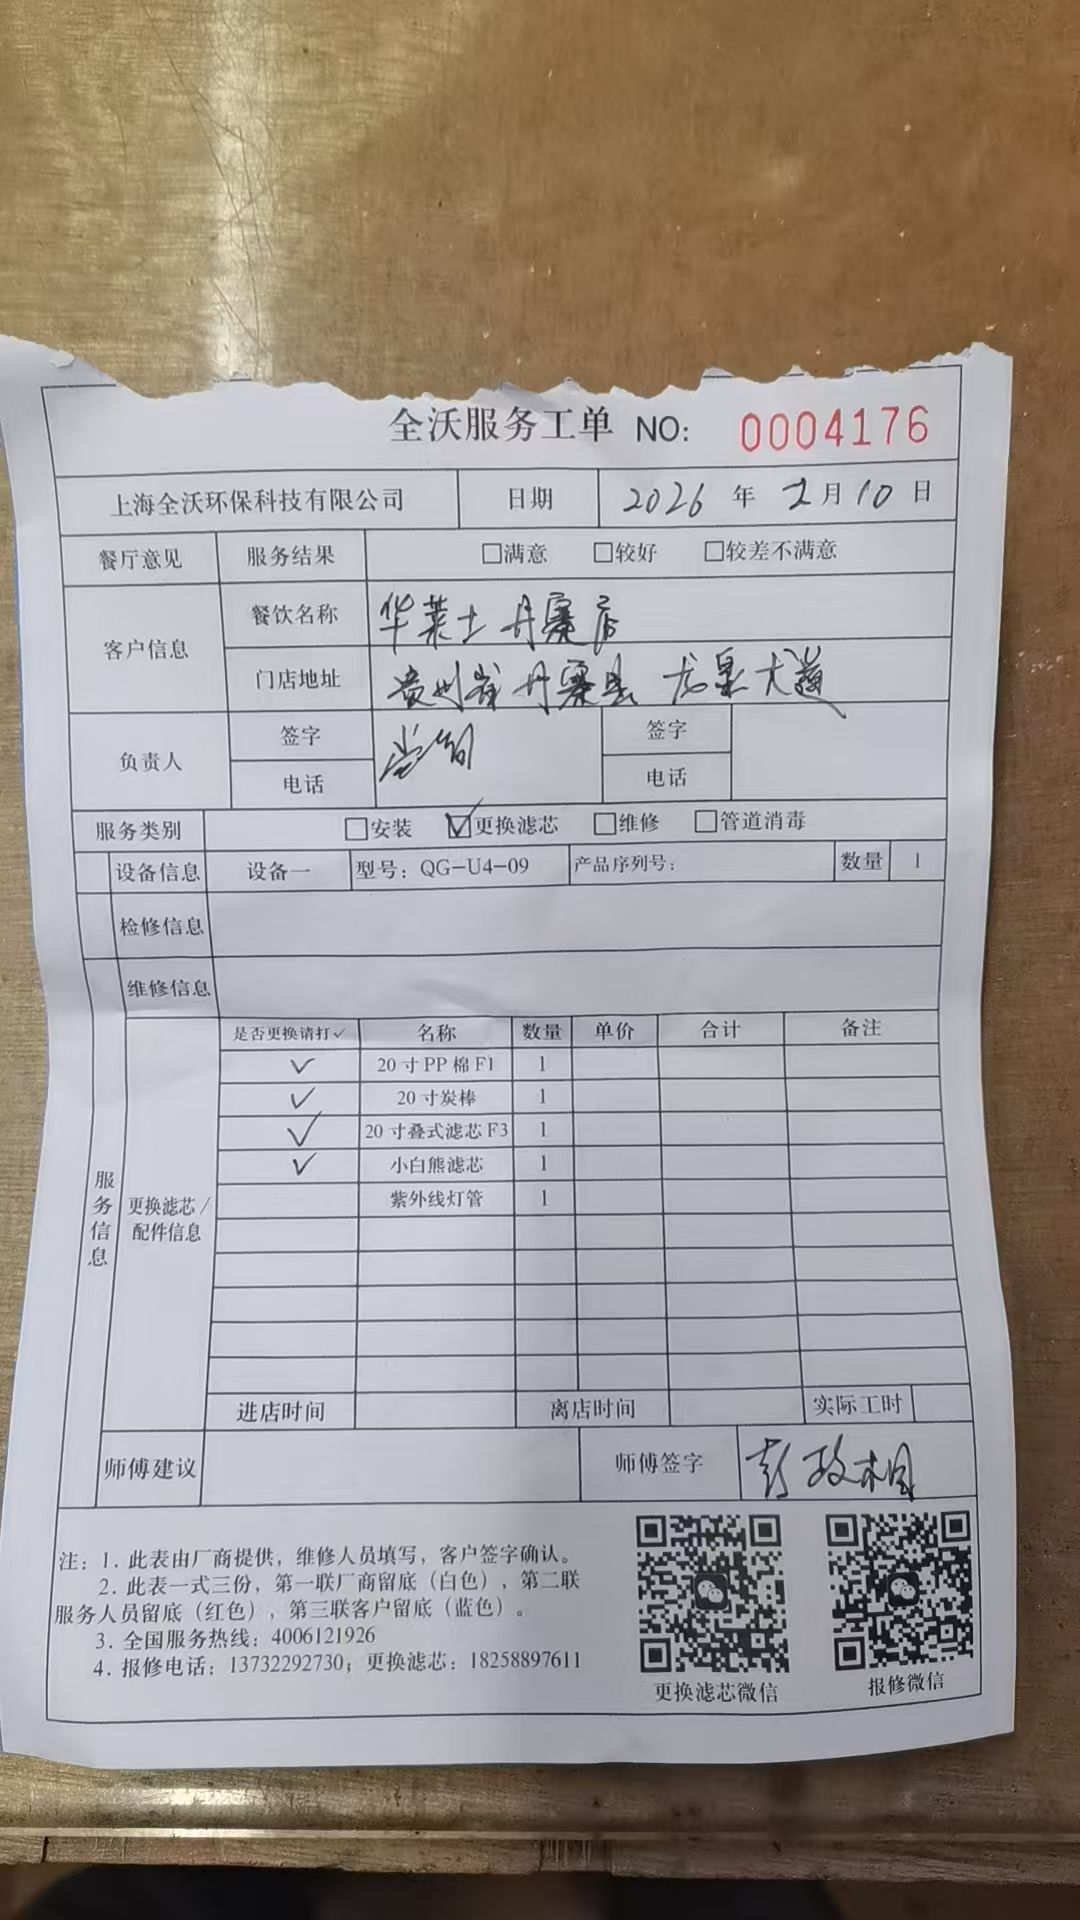 全沃服务工单 NO: 0004176
上海全沃环保科技有限公司 日期 2026 年 2 月 10 日
餐厅意见 服务结果 □满意 □较好 □较差不满意
客户信息 餐饮名称 华莱士丹寨店
门店地址 贵州省丹寨县龙泉大道
负责人 签字 签字
电话 电话
服务类别 □安装 ☑更换滤芯 □维修 □管道消毒
设备信息 设备一 型号：QG-U4-09 产品序列号： 数量 1
检修信息
维修信息
服务信息
更换滤芯/配件信息
是否更换请打✓ 名称 数量 单价 合计 备注
✓ 20寸PP棉F1 1
✓ 20寸炭棒 1
✓ 20寸叠式滤芯F3 1
✓ 小白熊滤芯 1
紫外线灯管 1
进店时间 离店时间 实际工时
师傅建议 师傅签字 彭政相
注：1. 此表由厂商提供，维修人员填写，客户签字确认。
2. 此表一式三份，第一联厂商留底（白色），第二联
服务人员留底（红色），第三联客户留底（蓝色）。
3. 全国服务热线：4006121926
4. 报修电话：13732292730；更换滤芯：18258897611
更换滤芯微信 报修微信